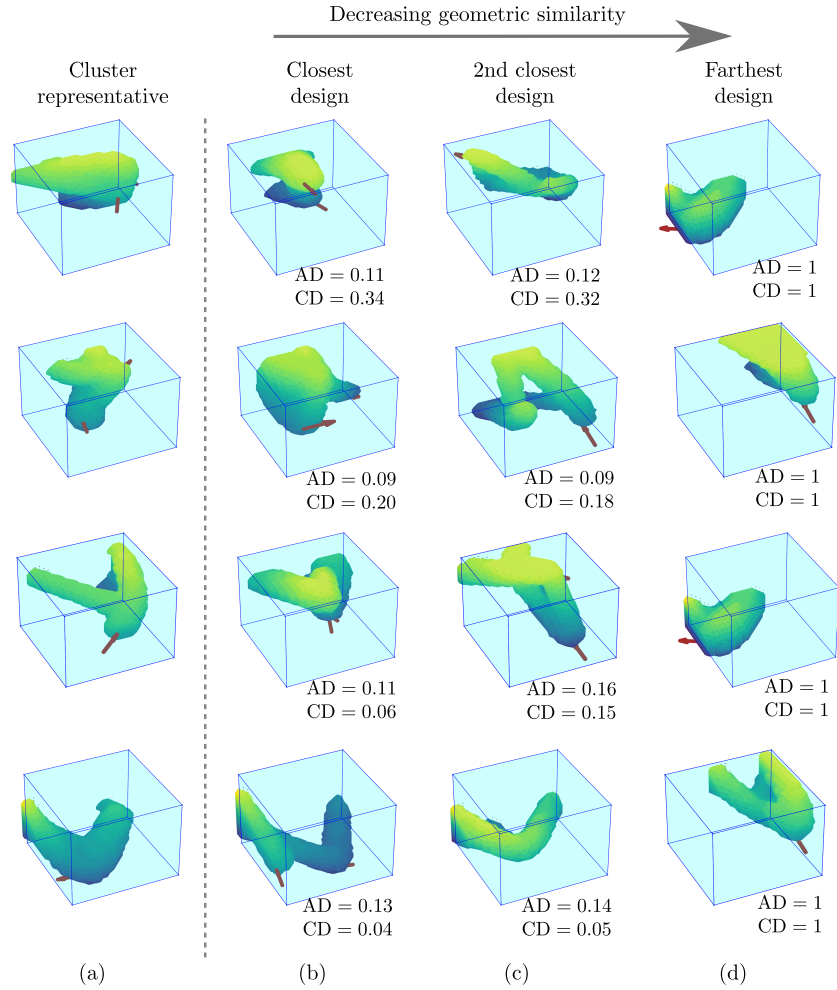 Decreasing geometric similarity
Cluster
representative
Closest
design
2nd closest
design
Farthest
design
AD = 0.11
CD = 0.34
AD = 0.12
CD = 0.32
AD = 1
CD = 1
AD = 0.09
CD = 0.20
AD = 0.09
CD = 0.18
AD = 1
CD = 1
AD = 0.11
CD = 0.06
AD = 0.16
CD = 0.15
AD = 1
CD = 1
AD = 0.13
CD = 0.04
AD = 0.14
CD = 0.05
AD = 1
CD = 1
(a)
(b)
(c)
(d)